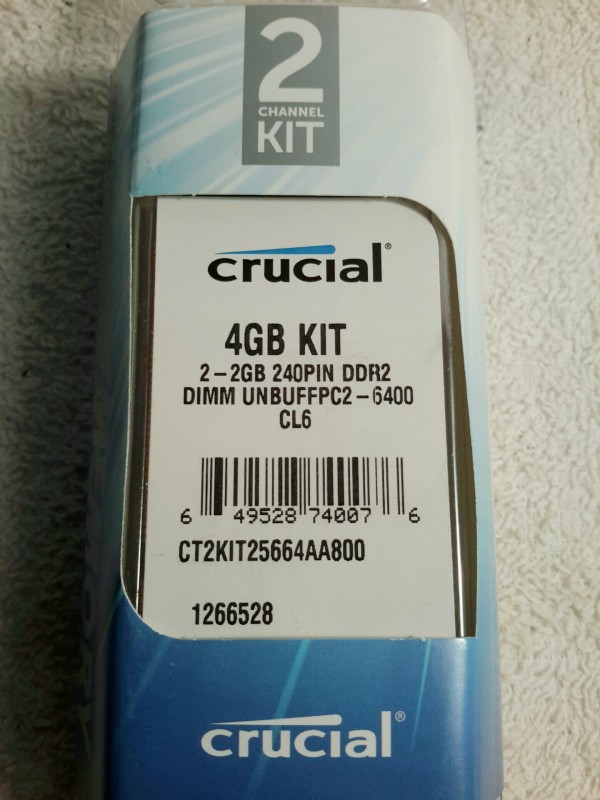 2
CHANNEL
KIT
crucial®
4GB KIT
2-2GB 240PIN DDR2
DIMM UNBUFFPC2-6400
CL6
6 49528 74007 6
CT2KIT25664AA800
1266528
crucial®